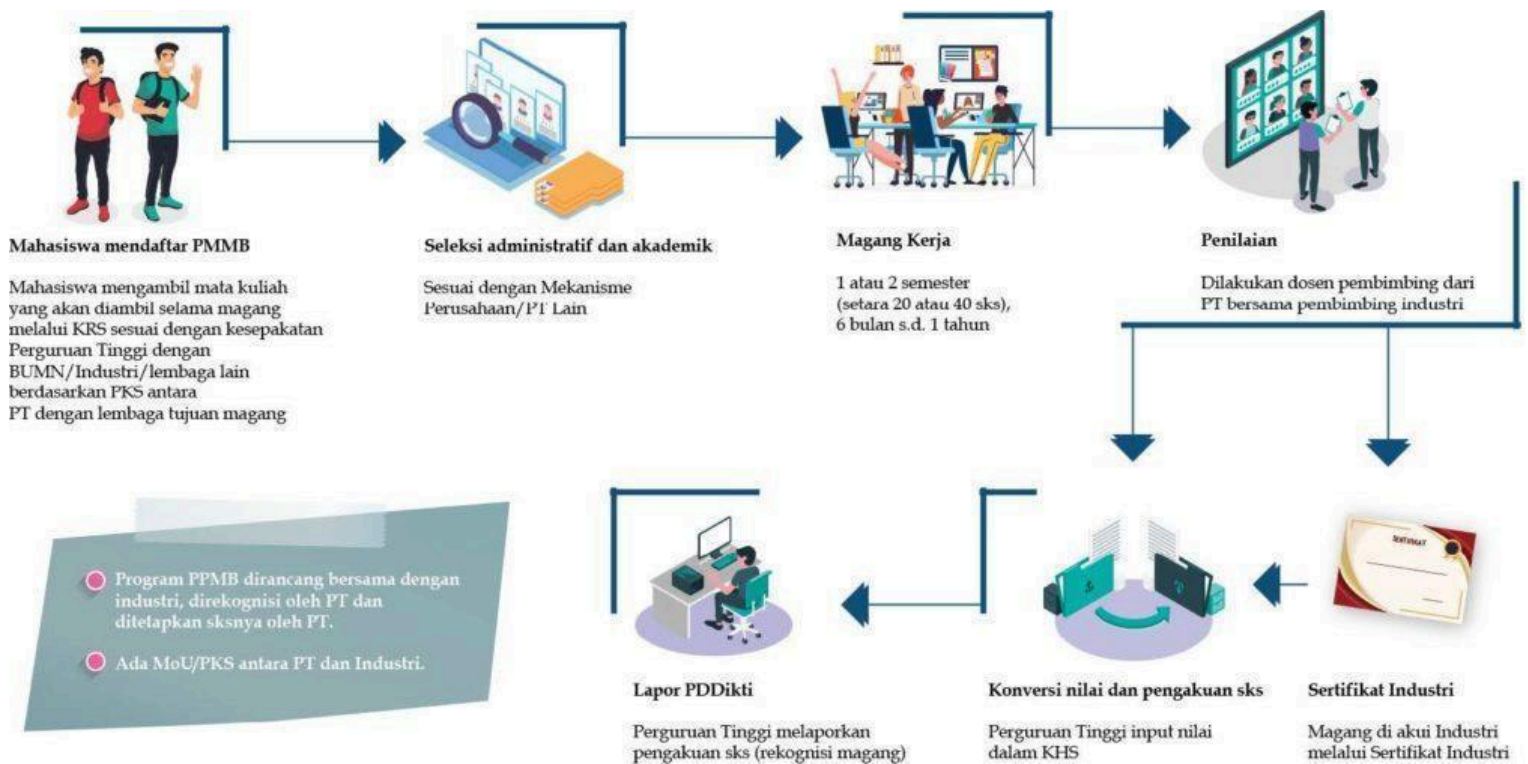 Mahasiswa mendaftar PMMB
Mahasiswa mengambil mata kuliah
yang akan diambil selama magang
melalui KRS sesuai dengan kesepakatan
Perguruan Tinggi dengan
BUMN/Industri/lembaga lain
berdasarkan PKS antara
PT dengan lembaga tujuan magang
Seleksi administratif dan akademik
Sesuai dengan Mekanisme
Perusahaan/PT Lain
Magang Kerja
1 atau 2 semester
(setara 20 atau 40 sks),
6 bulan s.d. 1 tahun
Penilaian
Dilakukan dosen pembimbing dari
PT bersama pembimbing industri
Program PPMB dirancang bersama dengan
industri, direkognisi oleh PT dan
ditetapkan sksnya oleh PT.
Ada MoU/PKS antara PT dan Industri.
Lapor PDDikti
Perguruan Tinggi melaporkan
pengakuan sks (rekognisi magang)
Konversi nilai dan pengakuan sks
Perguruan Tinggi input nilai
dalam KHS
SERTIFIKAT
Sertifikat Industri
Magang di akui Industri
melalui Sertifikat Industri